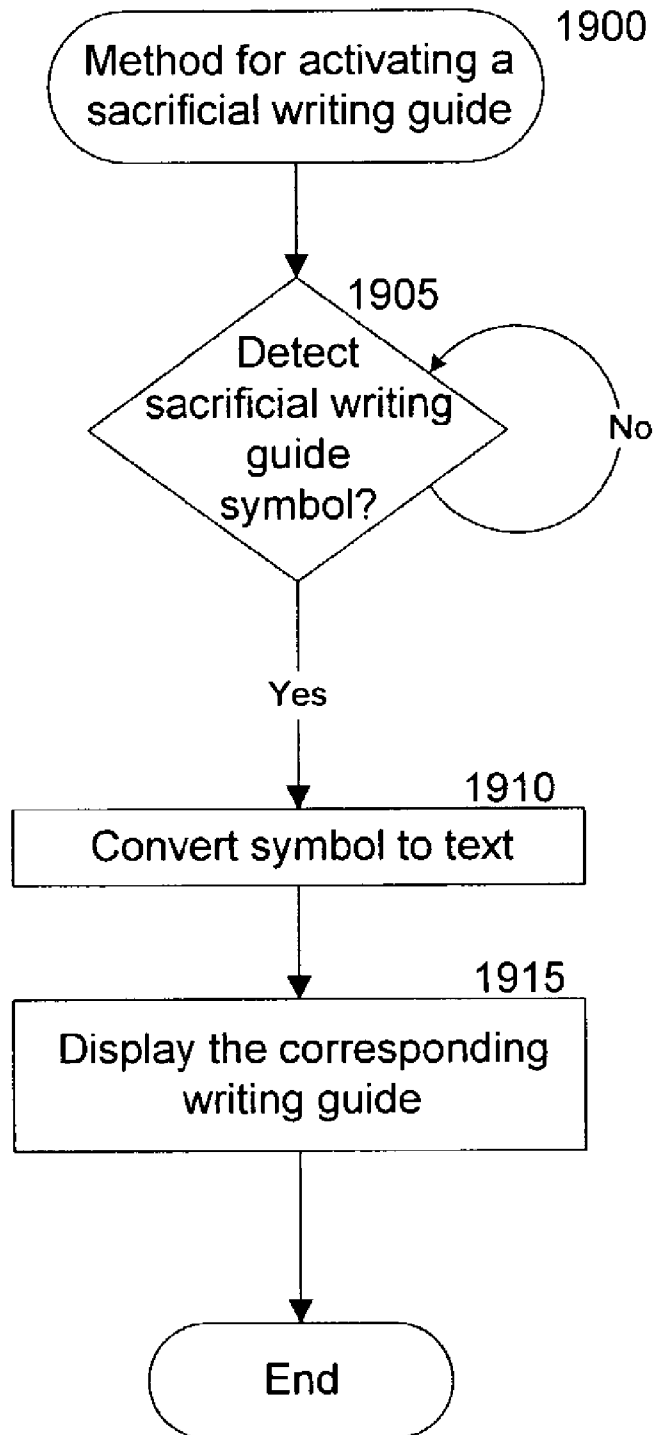 1900
Method for activating a
sacrificial writing guide
1905
Detect
sacrificial writing
guide
symbol?
No
Yes
1910
Convert symbol to text
1915
Display the corresponding
writing guide
End